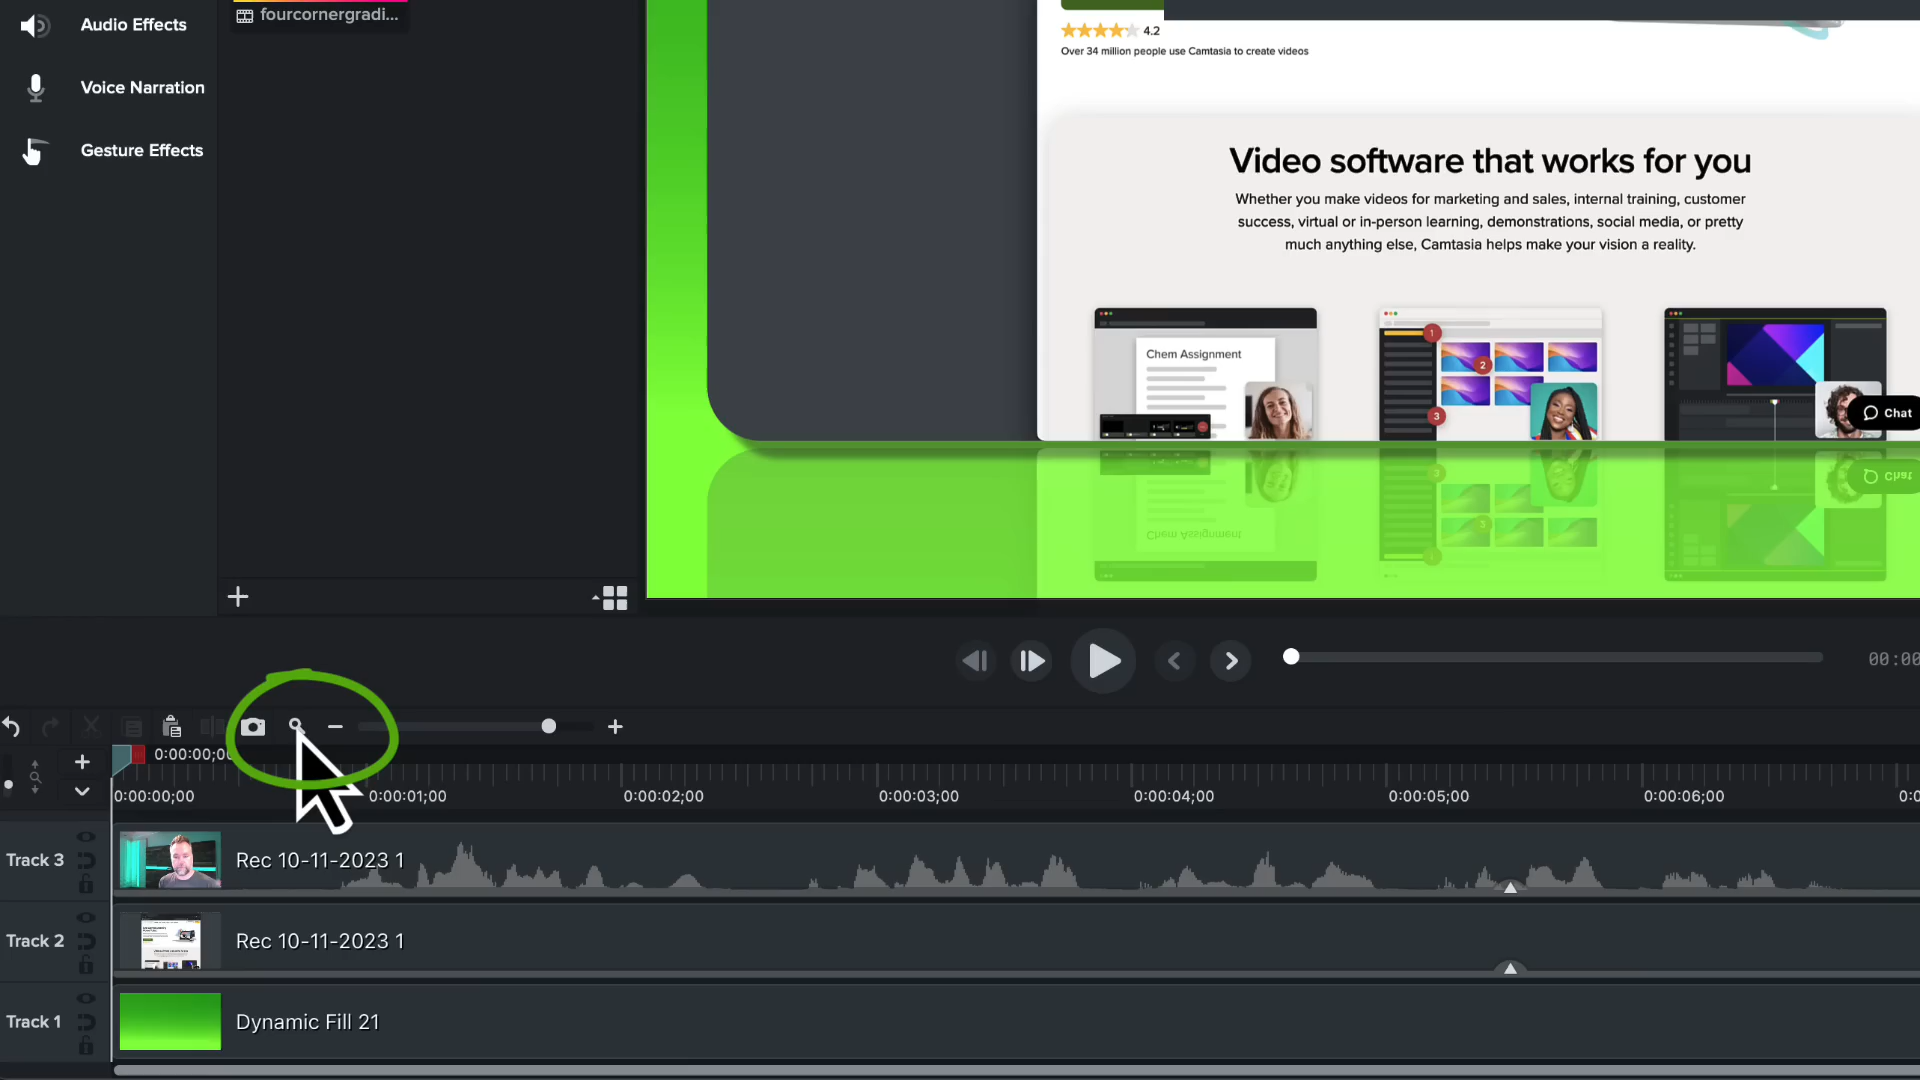 Audio Effects
fourcornergradi...
Voice Narration
Gesture Effects
4.2
Over 34 million people use Camtasia to create videos
Video software that works for you
Whether you make videos for marketing and sales, internal training, customer
success, virtual or in-person learning, demonstrations, social media, or pretty
much anything else, Camtasia helps make your vision a reality.
Chem Assignment
1
2
3
Chat
00:00
0:00:00;00
0:00:00;00
0:00:01;00
0:00:02;00
0:00:03;00
0:00:04;00
0:00:05;00
0:00:06;00
Track 3
Rec 10-11-2023 1
Track 2
Rec 10-11-2023 1
Track 1
Dynamic Fill 21